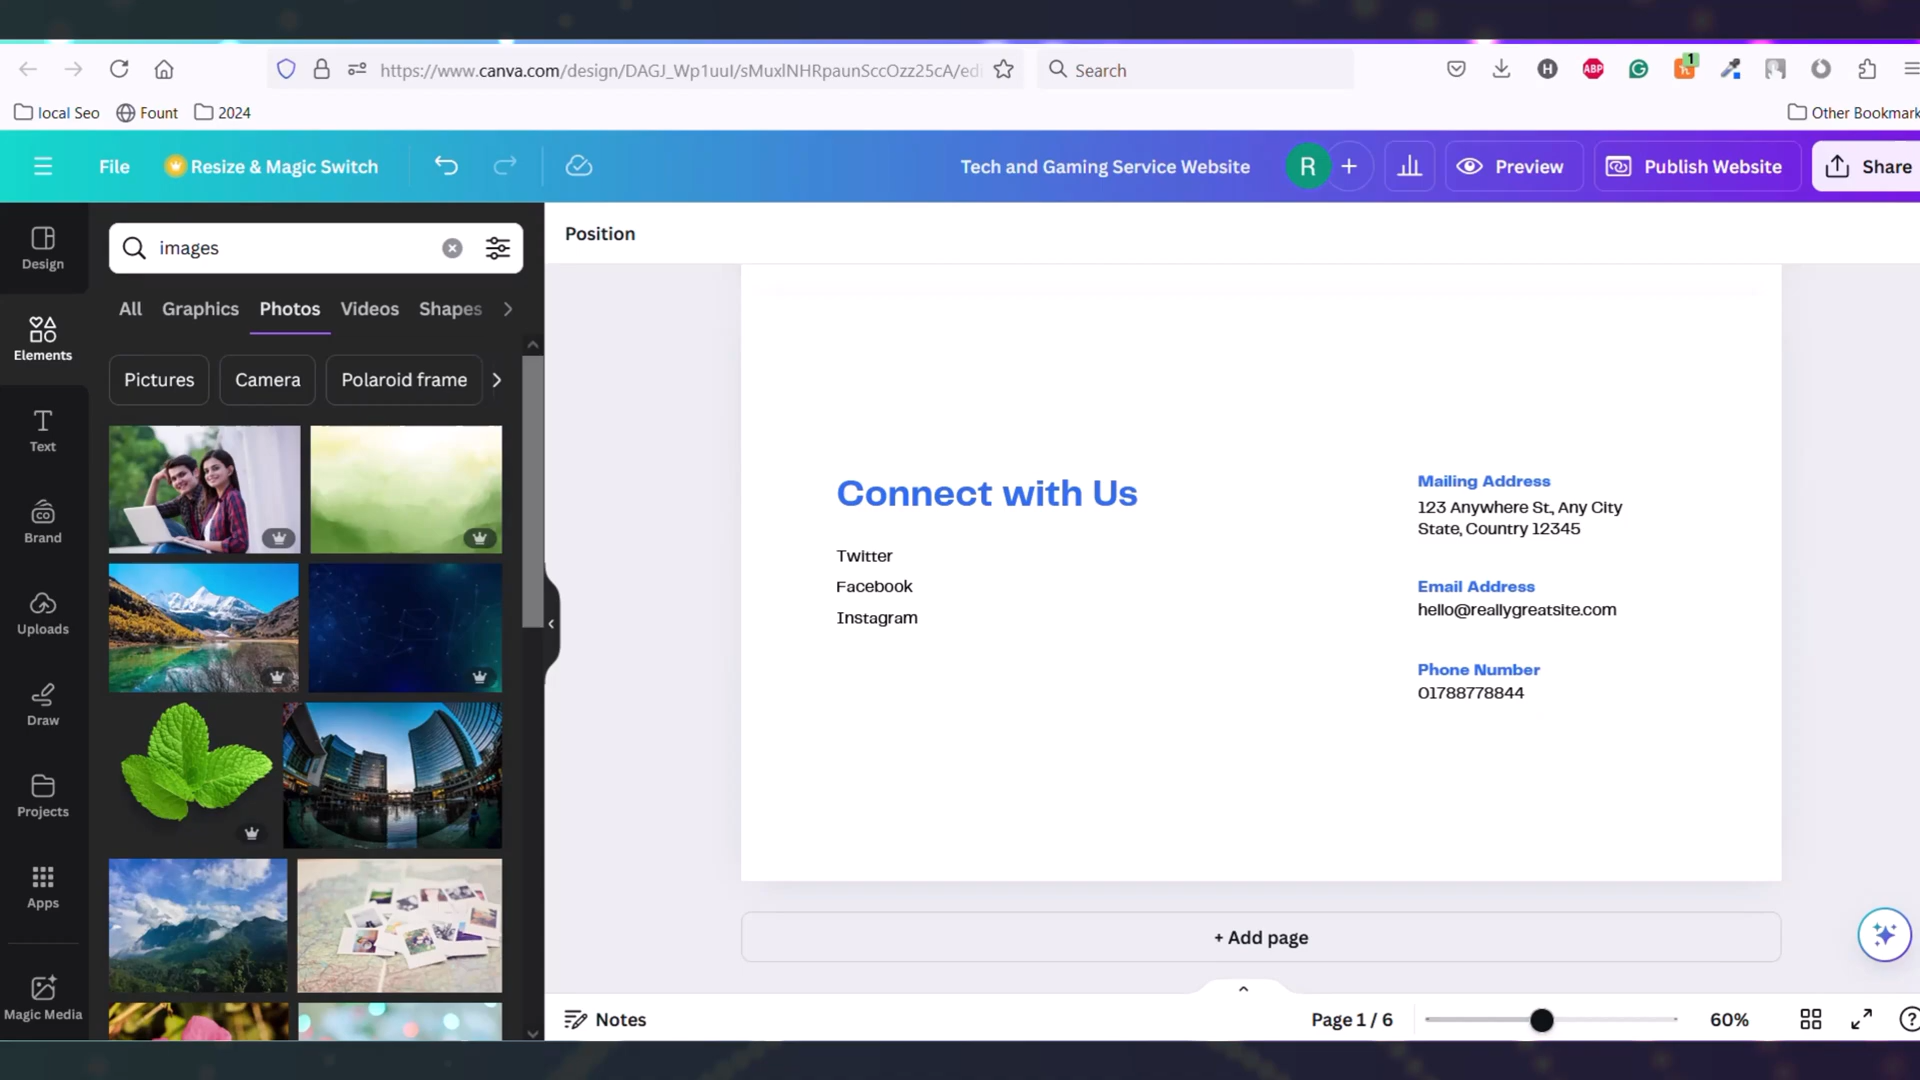 https://www.canva.com/design/DAGJ_Wp1uuI/sMuxlNHRpaunSccOzz25cA/edi
Search
H
ABP
1
local Seo
Fount
2024
Other Bookmark
File
Resize & Magic Switch
Tech and Gaming Service Website
R
Preview
Publish Website
Share
Design
Elements
Text
Brand
Uploads
Draw
Projects
Apps
Magic Media
images
All
Graphics
Photos
Videos
Shapes
Pictures
Camera
Polaroid frame
Position
Connect with Us
Twitter
Facebook
Instagram
Mailing Address
123 Anywhere St., Any City
State, Country 12345
Email Address
hello@reallygreatsite.com
Phone Number
01788778844
+ Add page
Notes
Page 1 / 6
60%